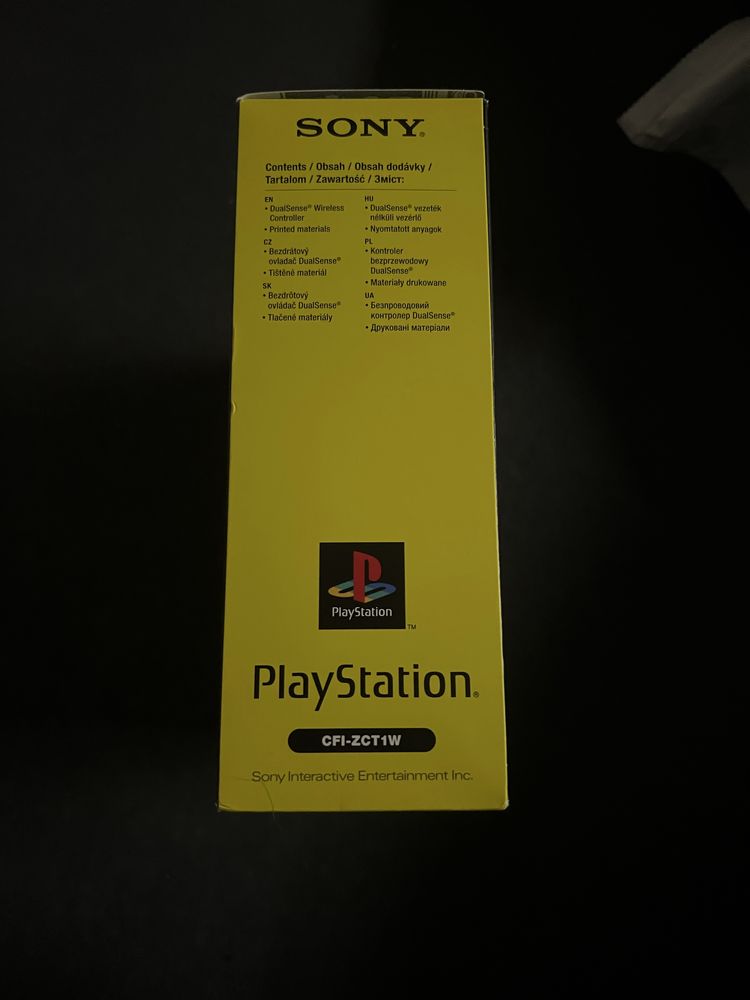 SONY®
Contents / Obsah / Obsah dodávky /
Tartalom / Zawartość / Зміст:
EN
• DualSense® Wireless
Controller
• Printed materials
CZ
• Bezdrátový
ovladač DualSense®
• Tištěné materiál
SK
• Bezdrôtový
ovládač DualSense®
• Tlačené materiály
HU
• DualSense® vezeték
nélküli vezérlő
• Nyomtatott anyagok
PL
• Kontroler
bezprzewodowy
DualSense®
• Materiały drukowane
UA
• Безпроводовий
контролер DualSense®
• Друковані матеріали
PlayStation
TM
PlayStation®
CFI-ZCT1W
Sony Interactive Entertainment Inc.